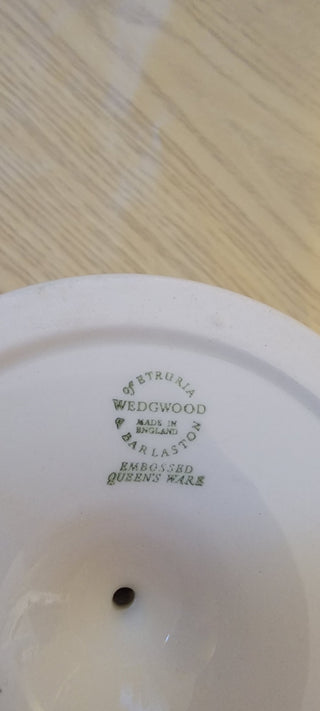 of ETRURIA
WEDGWOOD
MADE IN
ENGLAND
& BARLASTON
EMBOSSED
QUEEN'S WARE